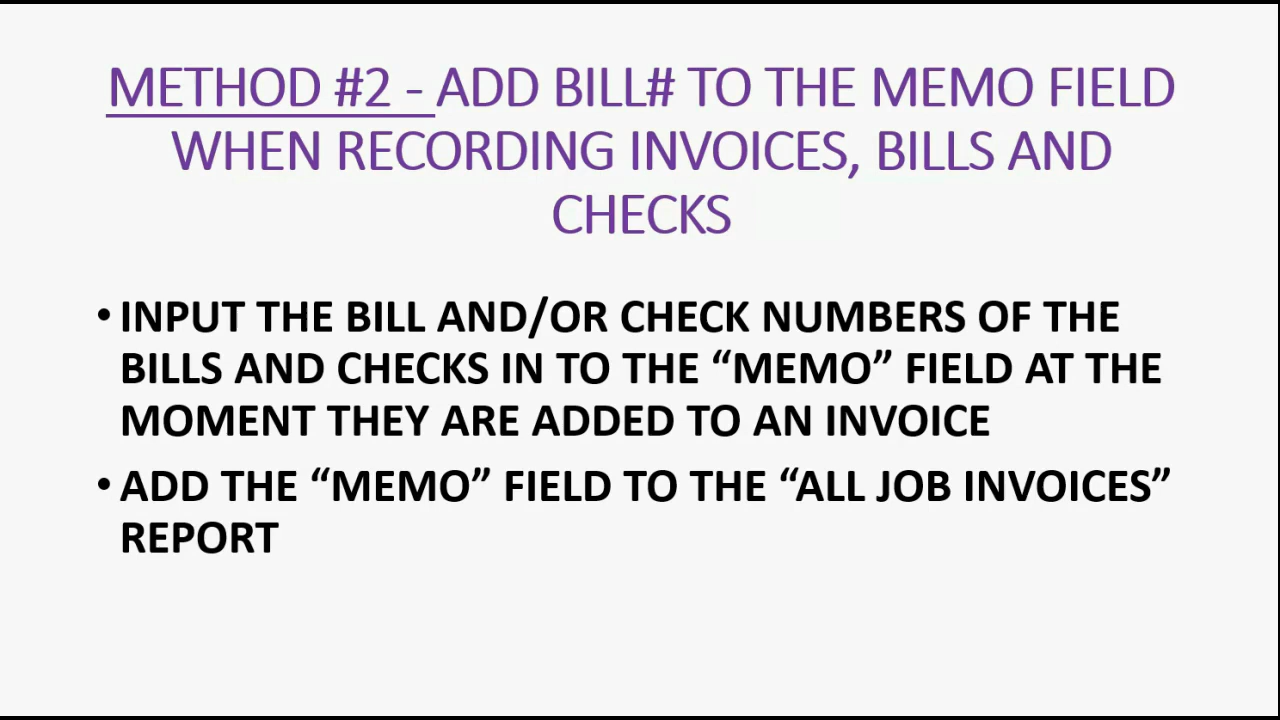 METHOD #2 - ADD BILL# TO THE MEMO FIELD
WHEN RECORDING INVOICES, BILLS AND
CHECKS
• INPUT THE BILL AND/OR CHECK NUMBERS OF THE
BILLS AND CHECKS IN TO THE “MEMO” FIELD AT THE
MOMENT THEY ARE ADDED TO AN INVOICE
• ADD THE “MEMO” FIELD TO THE “ALL JOB INVOICES”
REPORT